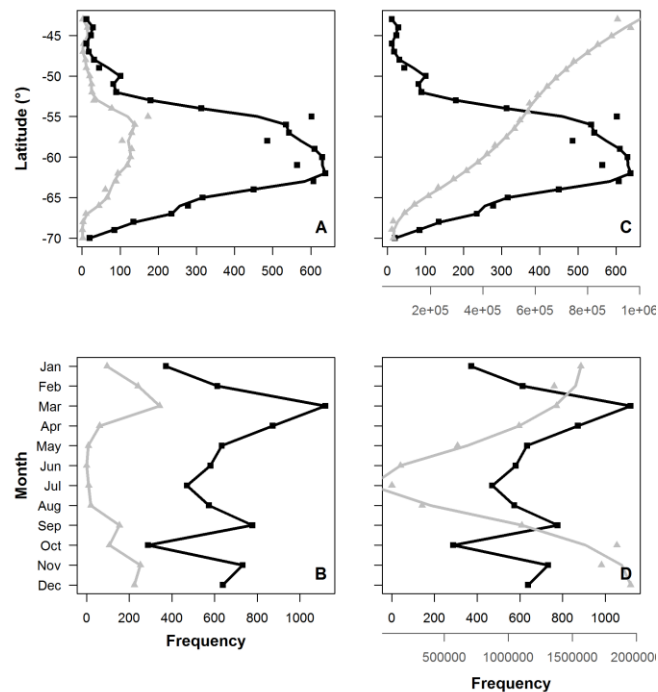 -45
-50
-55
-60
-65
-70
Latitude (°)
A
0 100 200 300 400 500 600
C
0 100 200 300 400 500 600
2e+05 4e+05 6e+05 8e+05 1e+06
Jan
Feb
Mar
Apr
May
Jun
Jul
Aug
Sep
Oct
Nov
Dec
Month
B
0 200 400 600 800 1000
Frequency
D
0 200 400 600 800 1000
500000 1000000 1500000 2000000
Frequency